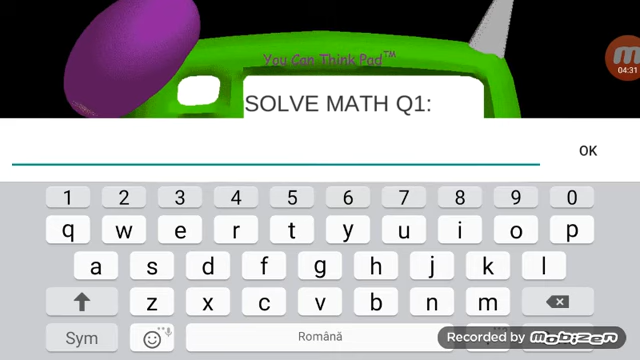 You Can Think Pad™
04:31
SOLVE MATH Q1:
OK
1 2 3 4 5 6 7 8 9 0
q w e r t y u i o p
a s d f g h j k l
z x c v b n m
Sym
Română
Recorded by mobizen